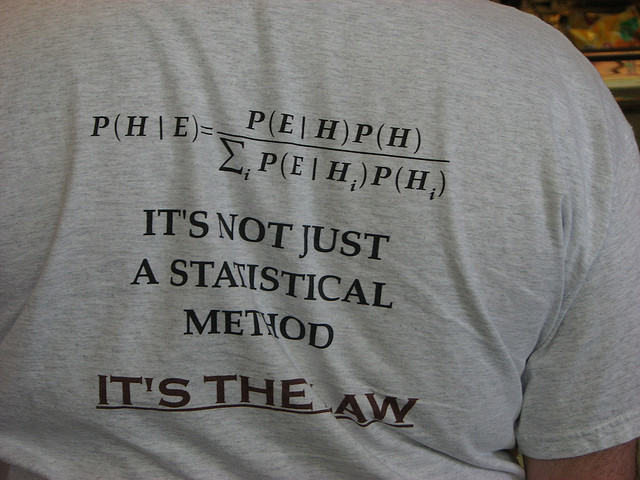 P(H | E)= P(E | H)P(H) / ∑i P(E | Hi)P(Hi)
IT'S NOT JUST
A STATISTICAL
METHOD
IT'S THE LAW